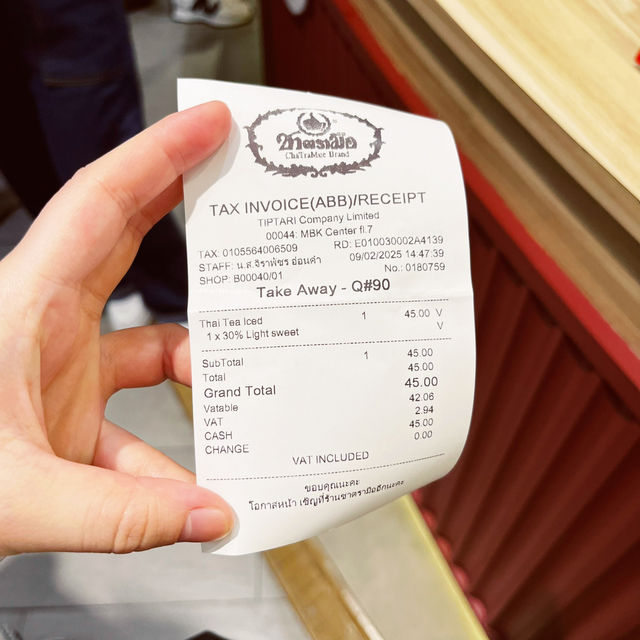 ชาตรามือ
ChaTraMue Brand
TAX INVOICE(ABB)/RECEIPT
TIPTARI Company Limited
00044: MBK Center fl.7
TAX: 0105564006509 RD: E010030002A4139
STAFF: น.ส.จิราพัชร อ่อนคำ 09/02/2025 14:47:39
SHOP: B00040/01 No.: 0180759
Take Away - Q#90
Thai Tea Iced 1 45.00 V
1 x 30% Light sweet V
SubTotal 1 45.00
Total 45.00
Grand Total 45.00
Vatable 42.06
VAT 2.94
CASH 45.00
CHANGE 0.00
VAT INCLUDED
ขอบคุณนะคะ
โอกาสหน้า เชิญที่ร้านชาตรามืออีกนะคะ